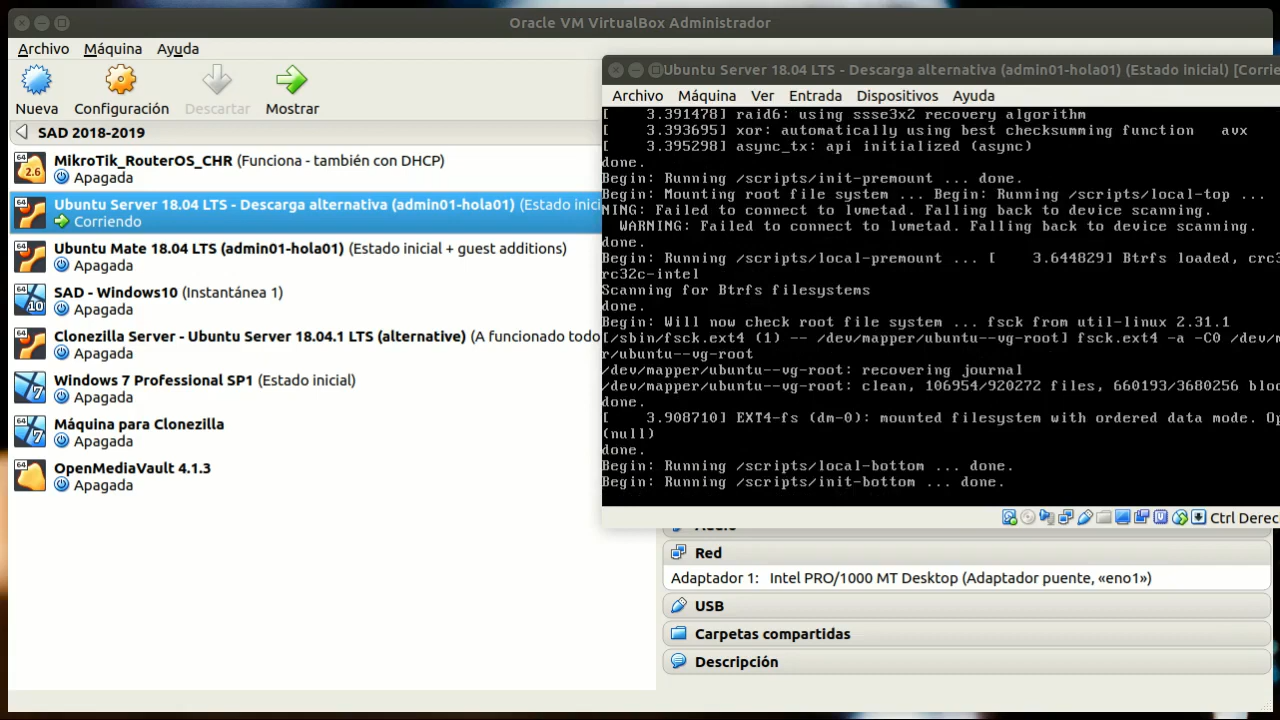 Oracle VM VirtualBox Administrador
Archivo Máquina Ayuda
Nueva Configuración Descartar Mostrar
SAD 2018-2019
MikroTik_RouterOS_CHR (Funciona - también con DHCP)
Apagada
Ubuntu Server 18.04 LTS - Descarga alternativa (admin01-hola01) (Estado inici
Corriendo
Ubuntu Mate 18.04 LTS (admin01-hola01) (Estado inicial + guest additions)
Apagada
SAD - Windows10 (Instantánea 1)
Apagada
Clonezilla Server - Ubuntu Server 18.04.1 LTS (alternative) (A funcionado todo
Apagada
Windows 7 Professional SP1 (Estado inicial)
Apagada
Máquina para Clonezilla
Apagada
OpenMediaVault 4.1.3
Apagada
Ubuntu Server 18.04 LTS - Descarga alternativa (admin01-hola01) (Estado inicial) [Corrie
Archivo Máquina Ver Entrada Dispositivos Ayuda
[ 3.391478] raid6: using ssse3x2 recovery algorithm
[ 3.393695] xor: automatically using best checksumming function avx
[ 3.395298] async_tx: api initialized (async)
done.
Begin: Running /scripts/init-premount ... done.
Begin: Mounting root file system ... Begin: Running /scripts/local-top ...
NING: Failed to connect to lvmetad. Falling back to device scanning.
WARNING: Failed to connect to lvmetad. Falling back to device scanning.
done.
Begin: Running /scripts/local-premount ... [ 3.644829] Btrfs loaded, crc3
rc32c-intel
Scanning for Btrfs filesystems
done.
Begin: Will now check root file system ... fsck from util-linux 2.31.1
[/sbin/fsck.ext4 (1) -- /dev/mapper/ubuntu--vg-root] fsck.ext4 -a -C0 /dev/m
r/ubuntu--vg-root
/dev/mapper/ubuntu--vg-root: recovering journal
/dev/mapper/ubuntu--vg-root: clean, 106954/920272 files, 660193/3680256 bloc
done.
[ 3.908710] EXT4-fs (dm-0): mounted filesystem with ordered data mode. Op
(null)
done.
Begin: Running /scripts/local-bottom ... done.
Begin: Running /scripts/init-bottom ... done.
Ctrl Derec
Audio
Red
Adaptador 1: Intel PRO/1000 MT Desktop (Adaptador puente, «eno1»)
USB
Carpetas compartidas
Descripción